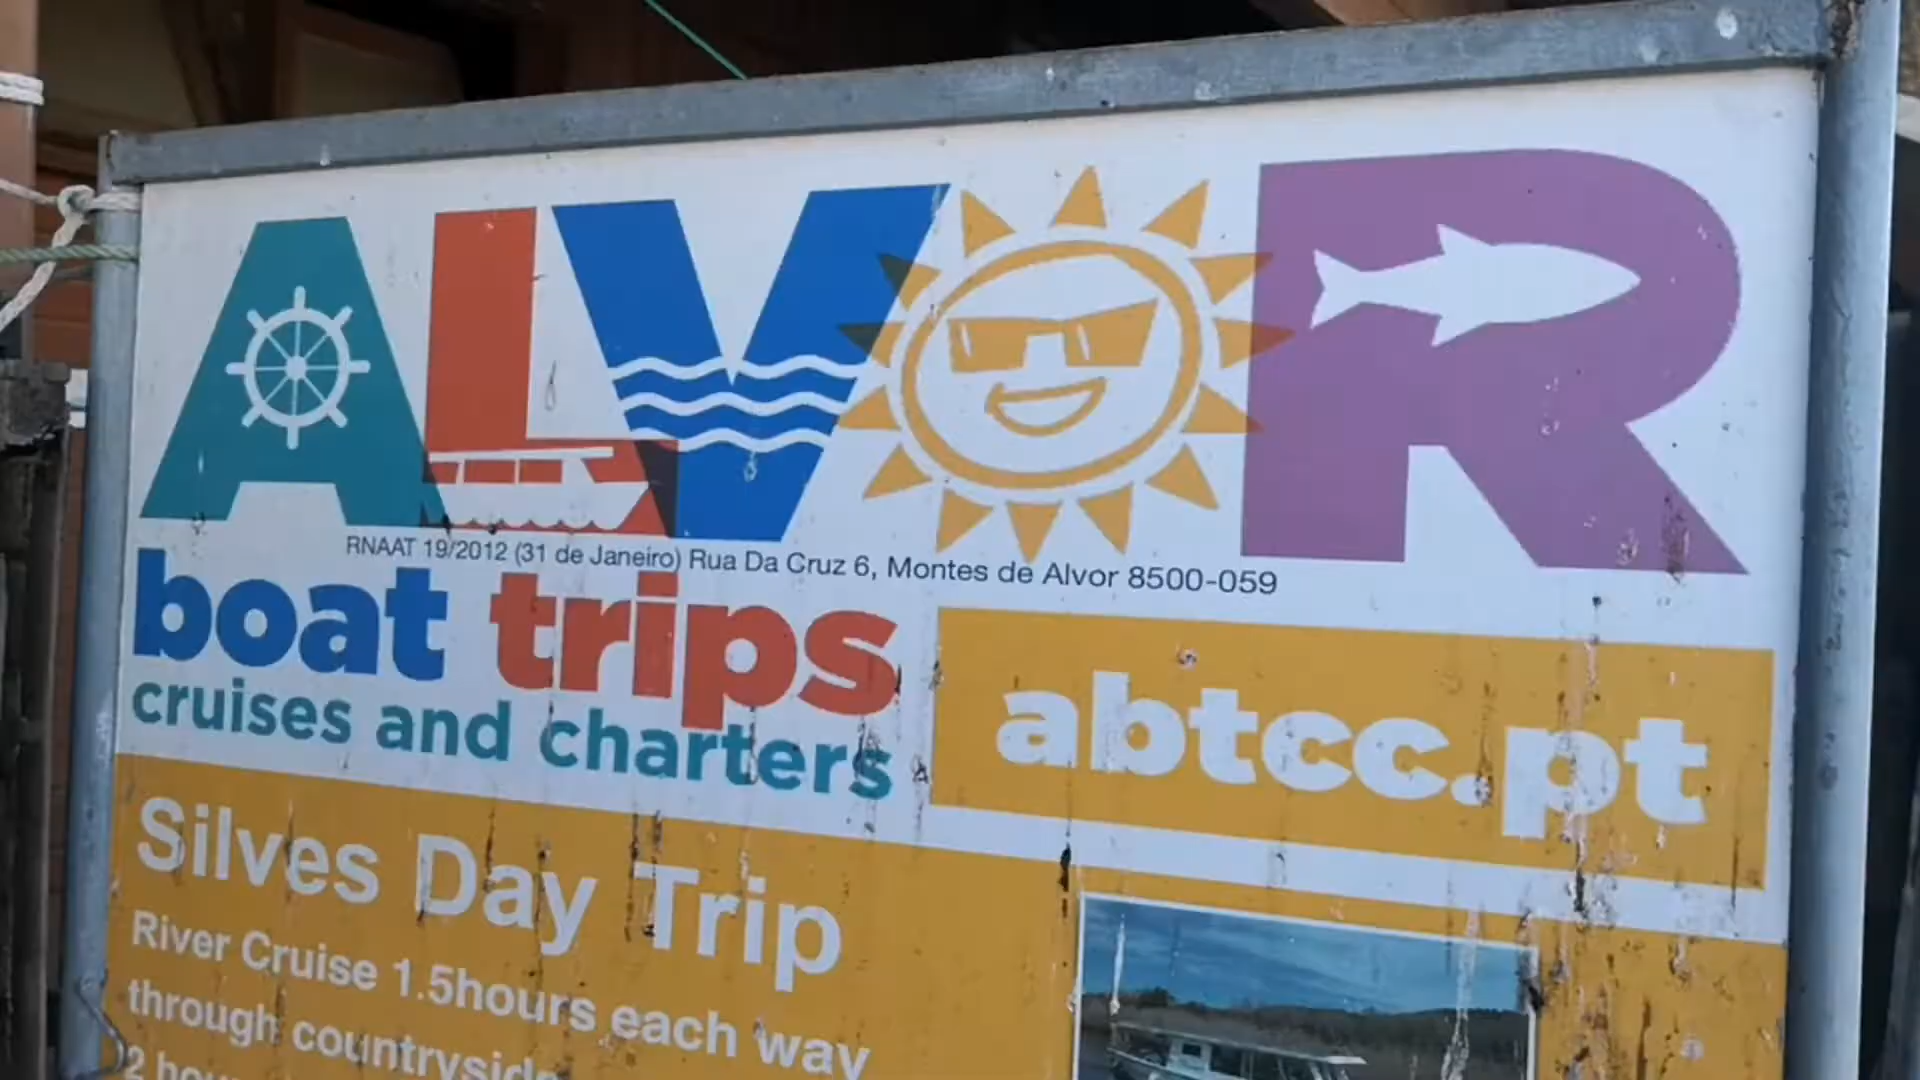 ALVOR
RNAAT 19/2012 (31 de Janeiro) Rua Da Cruz 6, Montes de Alvor 8500-059
boat trips
cruises and charters
abtcc.pt
Silves Day Trip
River Cruise 1.5hours each way
through countryside
2